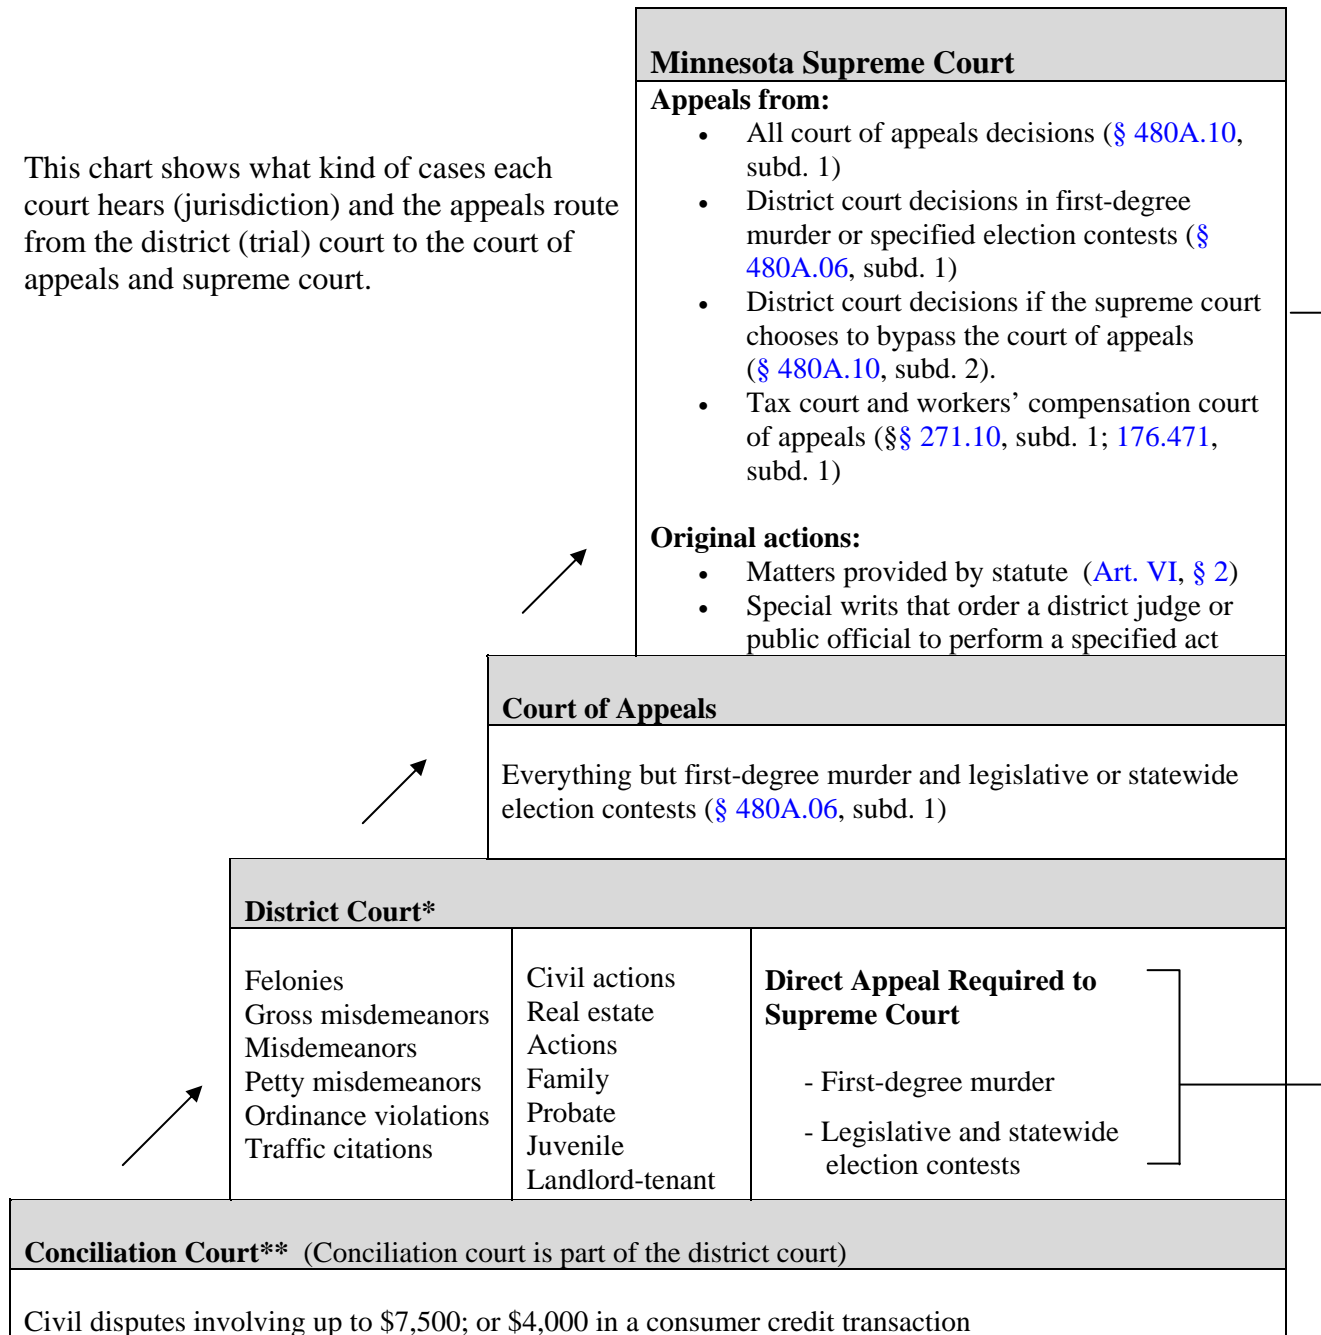 Minnesota Supreme Court
Appeals from:
• All court of appeals decisions (§ 480A.10,
subd. 1)
• District court decisions in first-degree
murder or specified election contests (§
480A.06, subd. 1)
• District court decisions if the supreme court
chooses to bypass the court of appeals
(§ 480A.10, subd. 2).
• Tax court and workers’ compensation court
of appeals (§§ 271.10, subd. 1; 176.471,
subd. 1)
Original actions:
• Matters provided by statute (Art. VI, § 2)
• Special writs that order a district judge or
public official to perform a specified act
This chart shows what kind of cases each
court hears (jurisdiction) and the appeals route
from the district (trial) court to the court of
appeals and supreme court.
Court of Appeals
Everything but first-degree murder and legislative or statewide
election contests (§ 480A.06, subd. 1)
District Court*
Felonies
Gross misdemeanors
Misdemeanors
Petty misdemeanors
Ordinance violations
Traffic citations
Civil actions
Real estate
Actions
Family
Probate
Juvenile
Landlord-tenant
Direct Appeal Required to
Supreme Court
- First-degree murder
- Legislative and statewide
election contests
Conciliation Court** (Conciliation court is part of the district court)
Civil disputes involving up to $7,500; or $4,000 in a consumer credit transaction